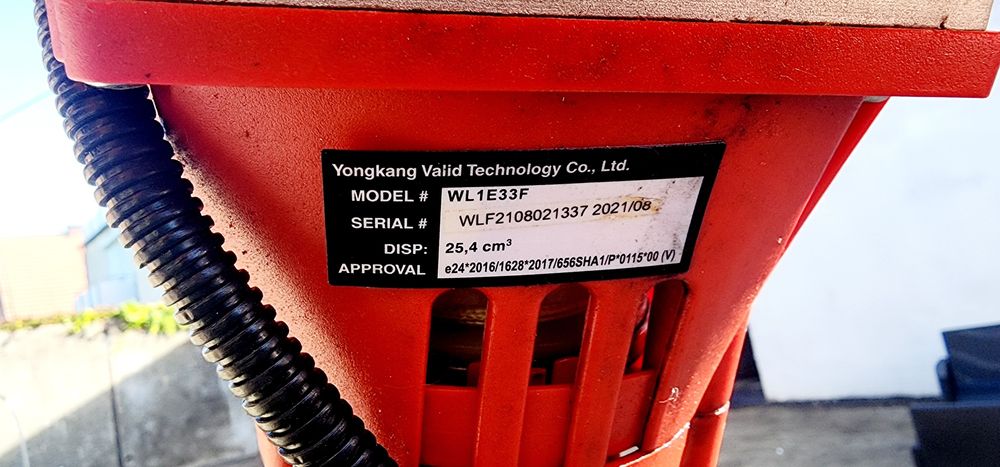 Yongkang Valid Technology Co., Ltd.
MODEL # WL1E33F
SERIAL # WLF2108021337 2021/08
DISP: 25,4 cm³
APPROVAL e24*2016/1628*2017/656SHA1/P*0115*00 (V)